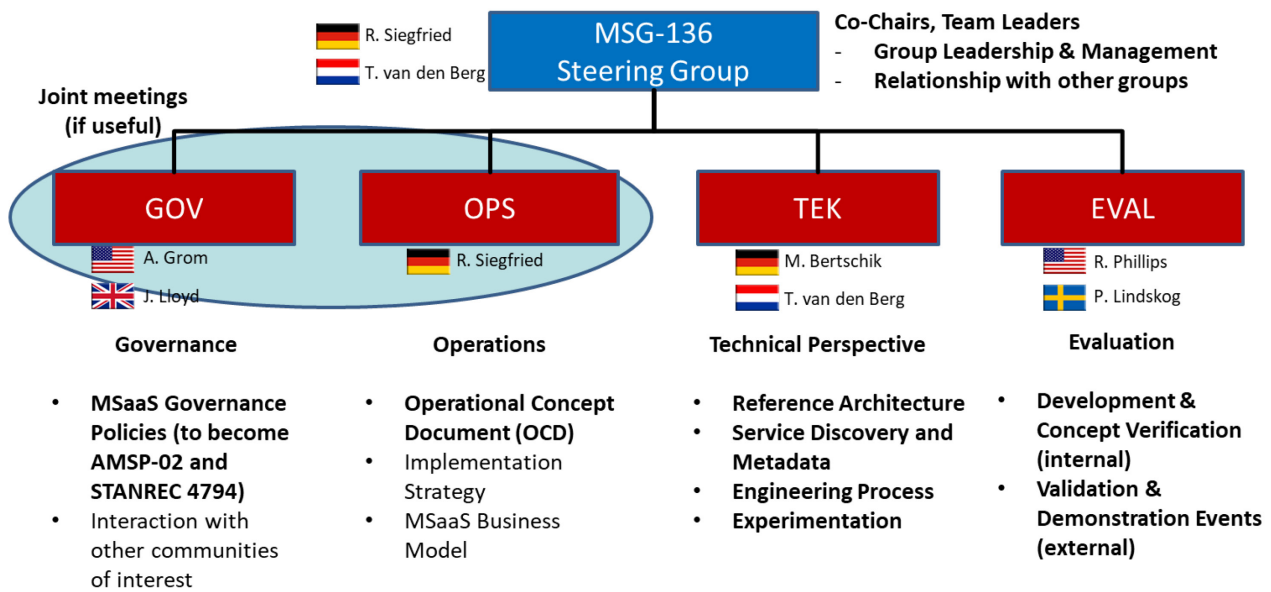 R. Siegfried
T. van den Berg
MSG-136
Steering Group
Co-Chairs, Team Leaders
- Group Leadership & Management
- Relationship with other groups
Joint meetings
(if useful)
GOV
OPS
TEK
EVAL
A. Grom
J. Lloyd
R. Siegfried
M. Bertschik
T. van den Berg
R. Phillips
P. Lindskog
Governance
• MSaaS Governance
Policies (to become
AMSP-02 and
STANREC 4794)
• Interaction with
other communities
of interest
Operations
• Operational Concept
Document (OCD)
• Implementation
Strategy
• MSaaS Business
Model
Technical Perspective
• Reference Architecture
• Service Discovery and
Metadata
• Engineering Process
• Experimentation
Evaluation
• Development &
Concept Verification
(internal)
• Validation &
Demonstration Events
(external)